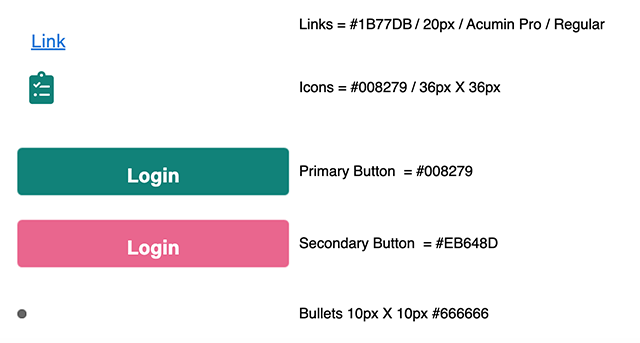 Link
Links = #1B77DB / 20px / Acumin Pro / Regular
Icons = #008279 / 36px X 36px
Login
Primary Button  = #008279
Login
Secondary Button  = #EB648D
Bullets 10px X 10px #666666